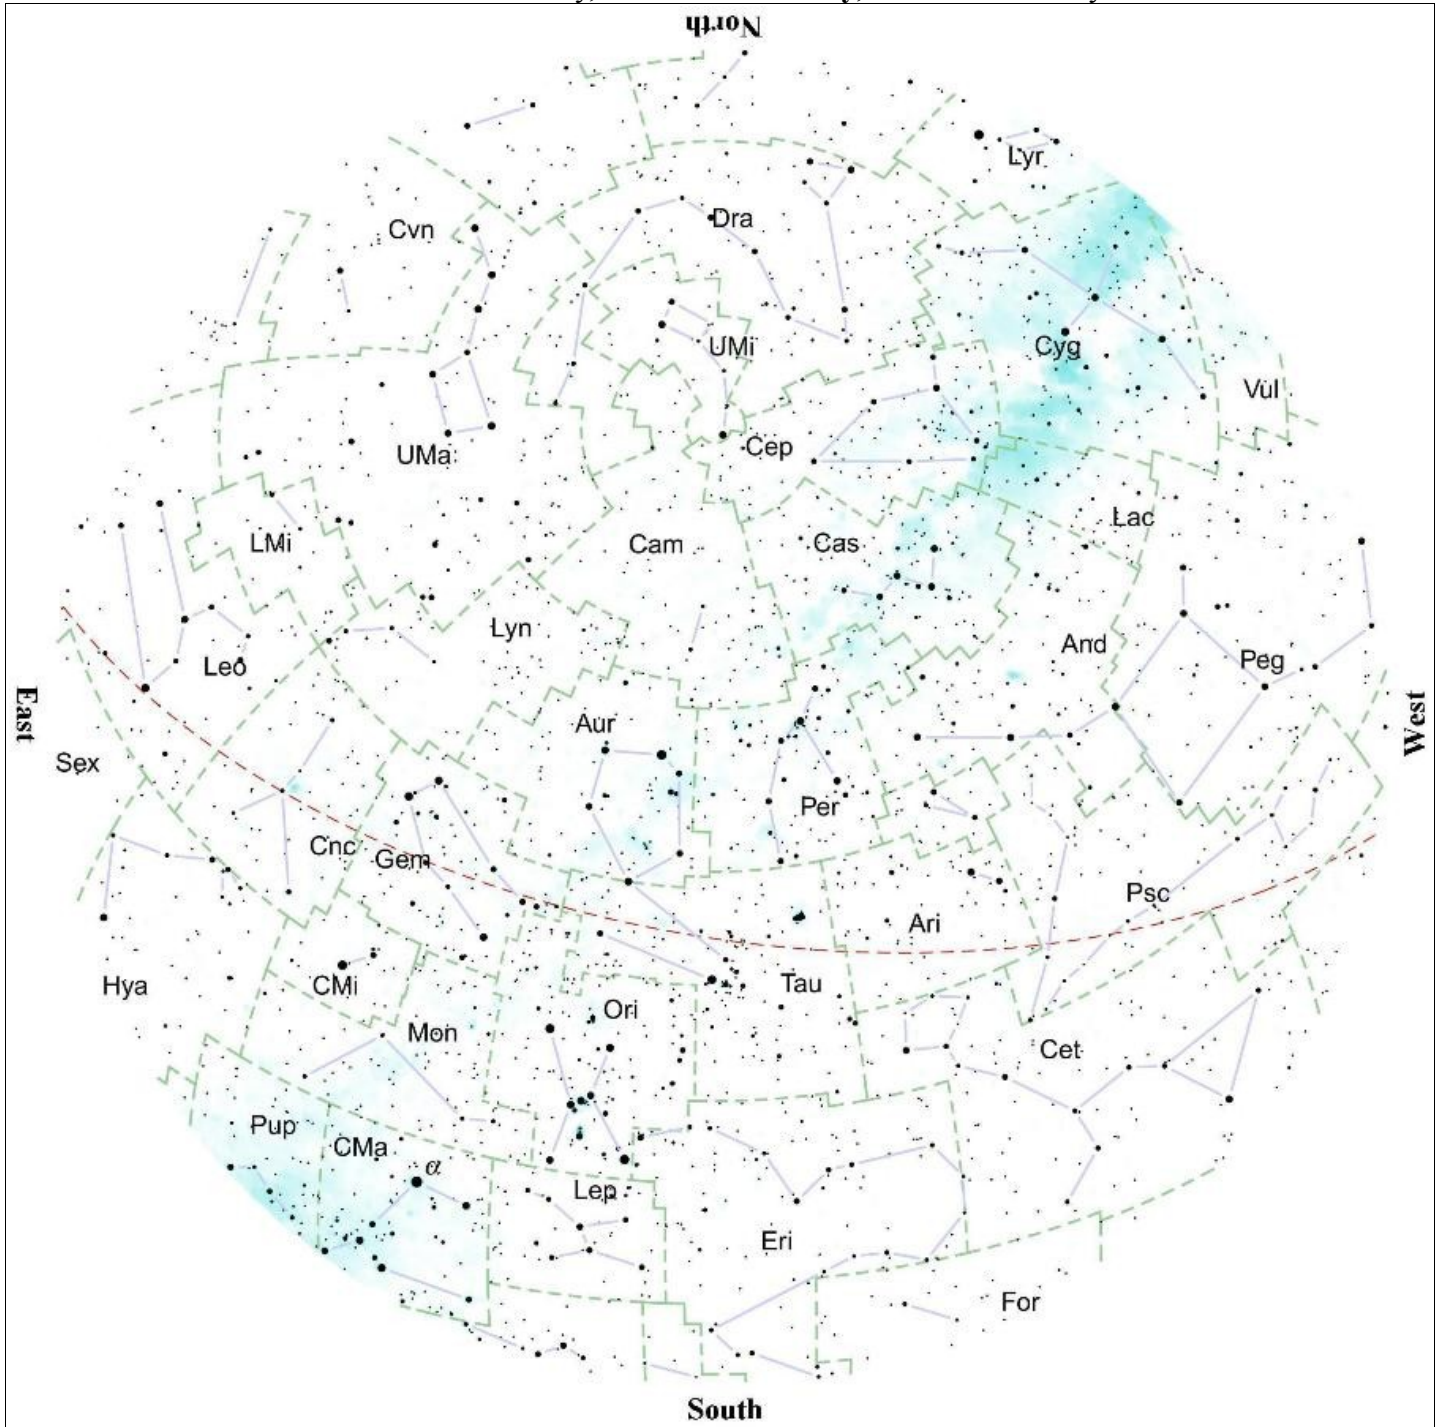 North
Lyr
Dra
Cvn
UMi
Cyg
Vul
Cep
UMa
Lac
LMi
Cam
Cas
Lyn
And
Leo
Peg
East
West
Aur
Sex
Per
Cnc
Gem
Psc
Ari
Hya
CMi
Tau
Ori
Mon
Cet
Pup
CMa
α
Lep
Eri
For
South